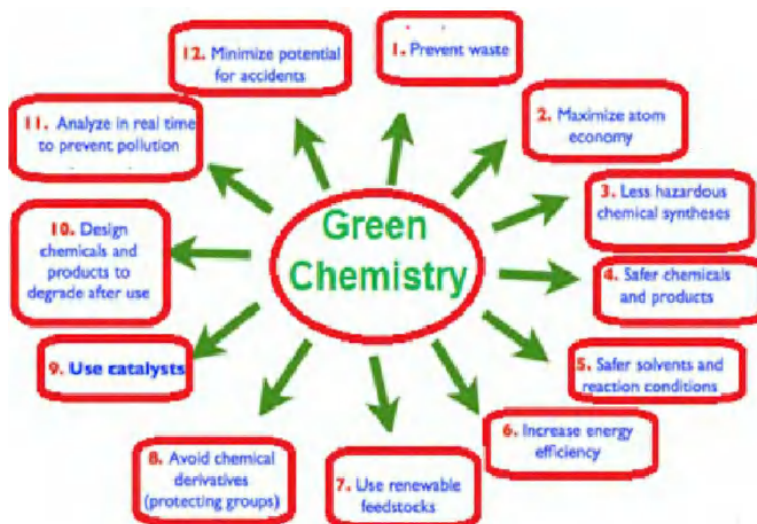 Green
Chemistry
1. Prevent waste
2. Maximize atom
economy
3. Less hazardous
chemical syntheses
4. Safer chemicals
and products
5. Safer solvents and
reaction conditions
6. Increase energy
efficiency
7. Use renewable
feedstocks
8. Avoid chemical
derivatives
(protecting groups)
9. Use catalysts
10. Design
chemicals and
products to
degrade after use
11. Analyze in real time
to prevent pollution
12. Minimize potential
for accidents